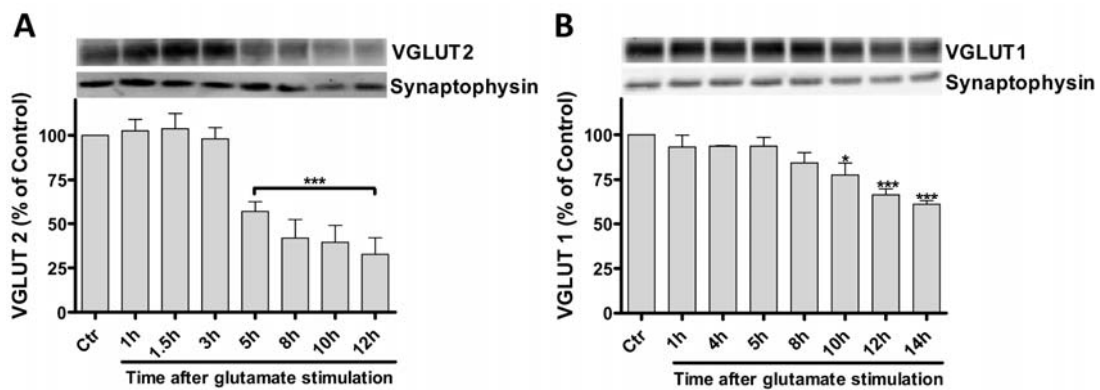 A
VGLUT2
Synaptophysin
VGLUT 2 (% of Control)
100
75
50
25
0
***
Ctr
1h
1.5h
3h
5h
8h
10h
12h
Time after glutamate stimulation
B
VGLUT1
Synaptophysin
VGLUT 1 (% of Control)
100
75
50
25
0
*
***
***
Ctr
1h
4h
5h
8h
10h
12h
14h
Time after glutamate stimulation